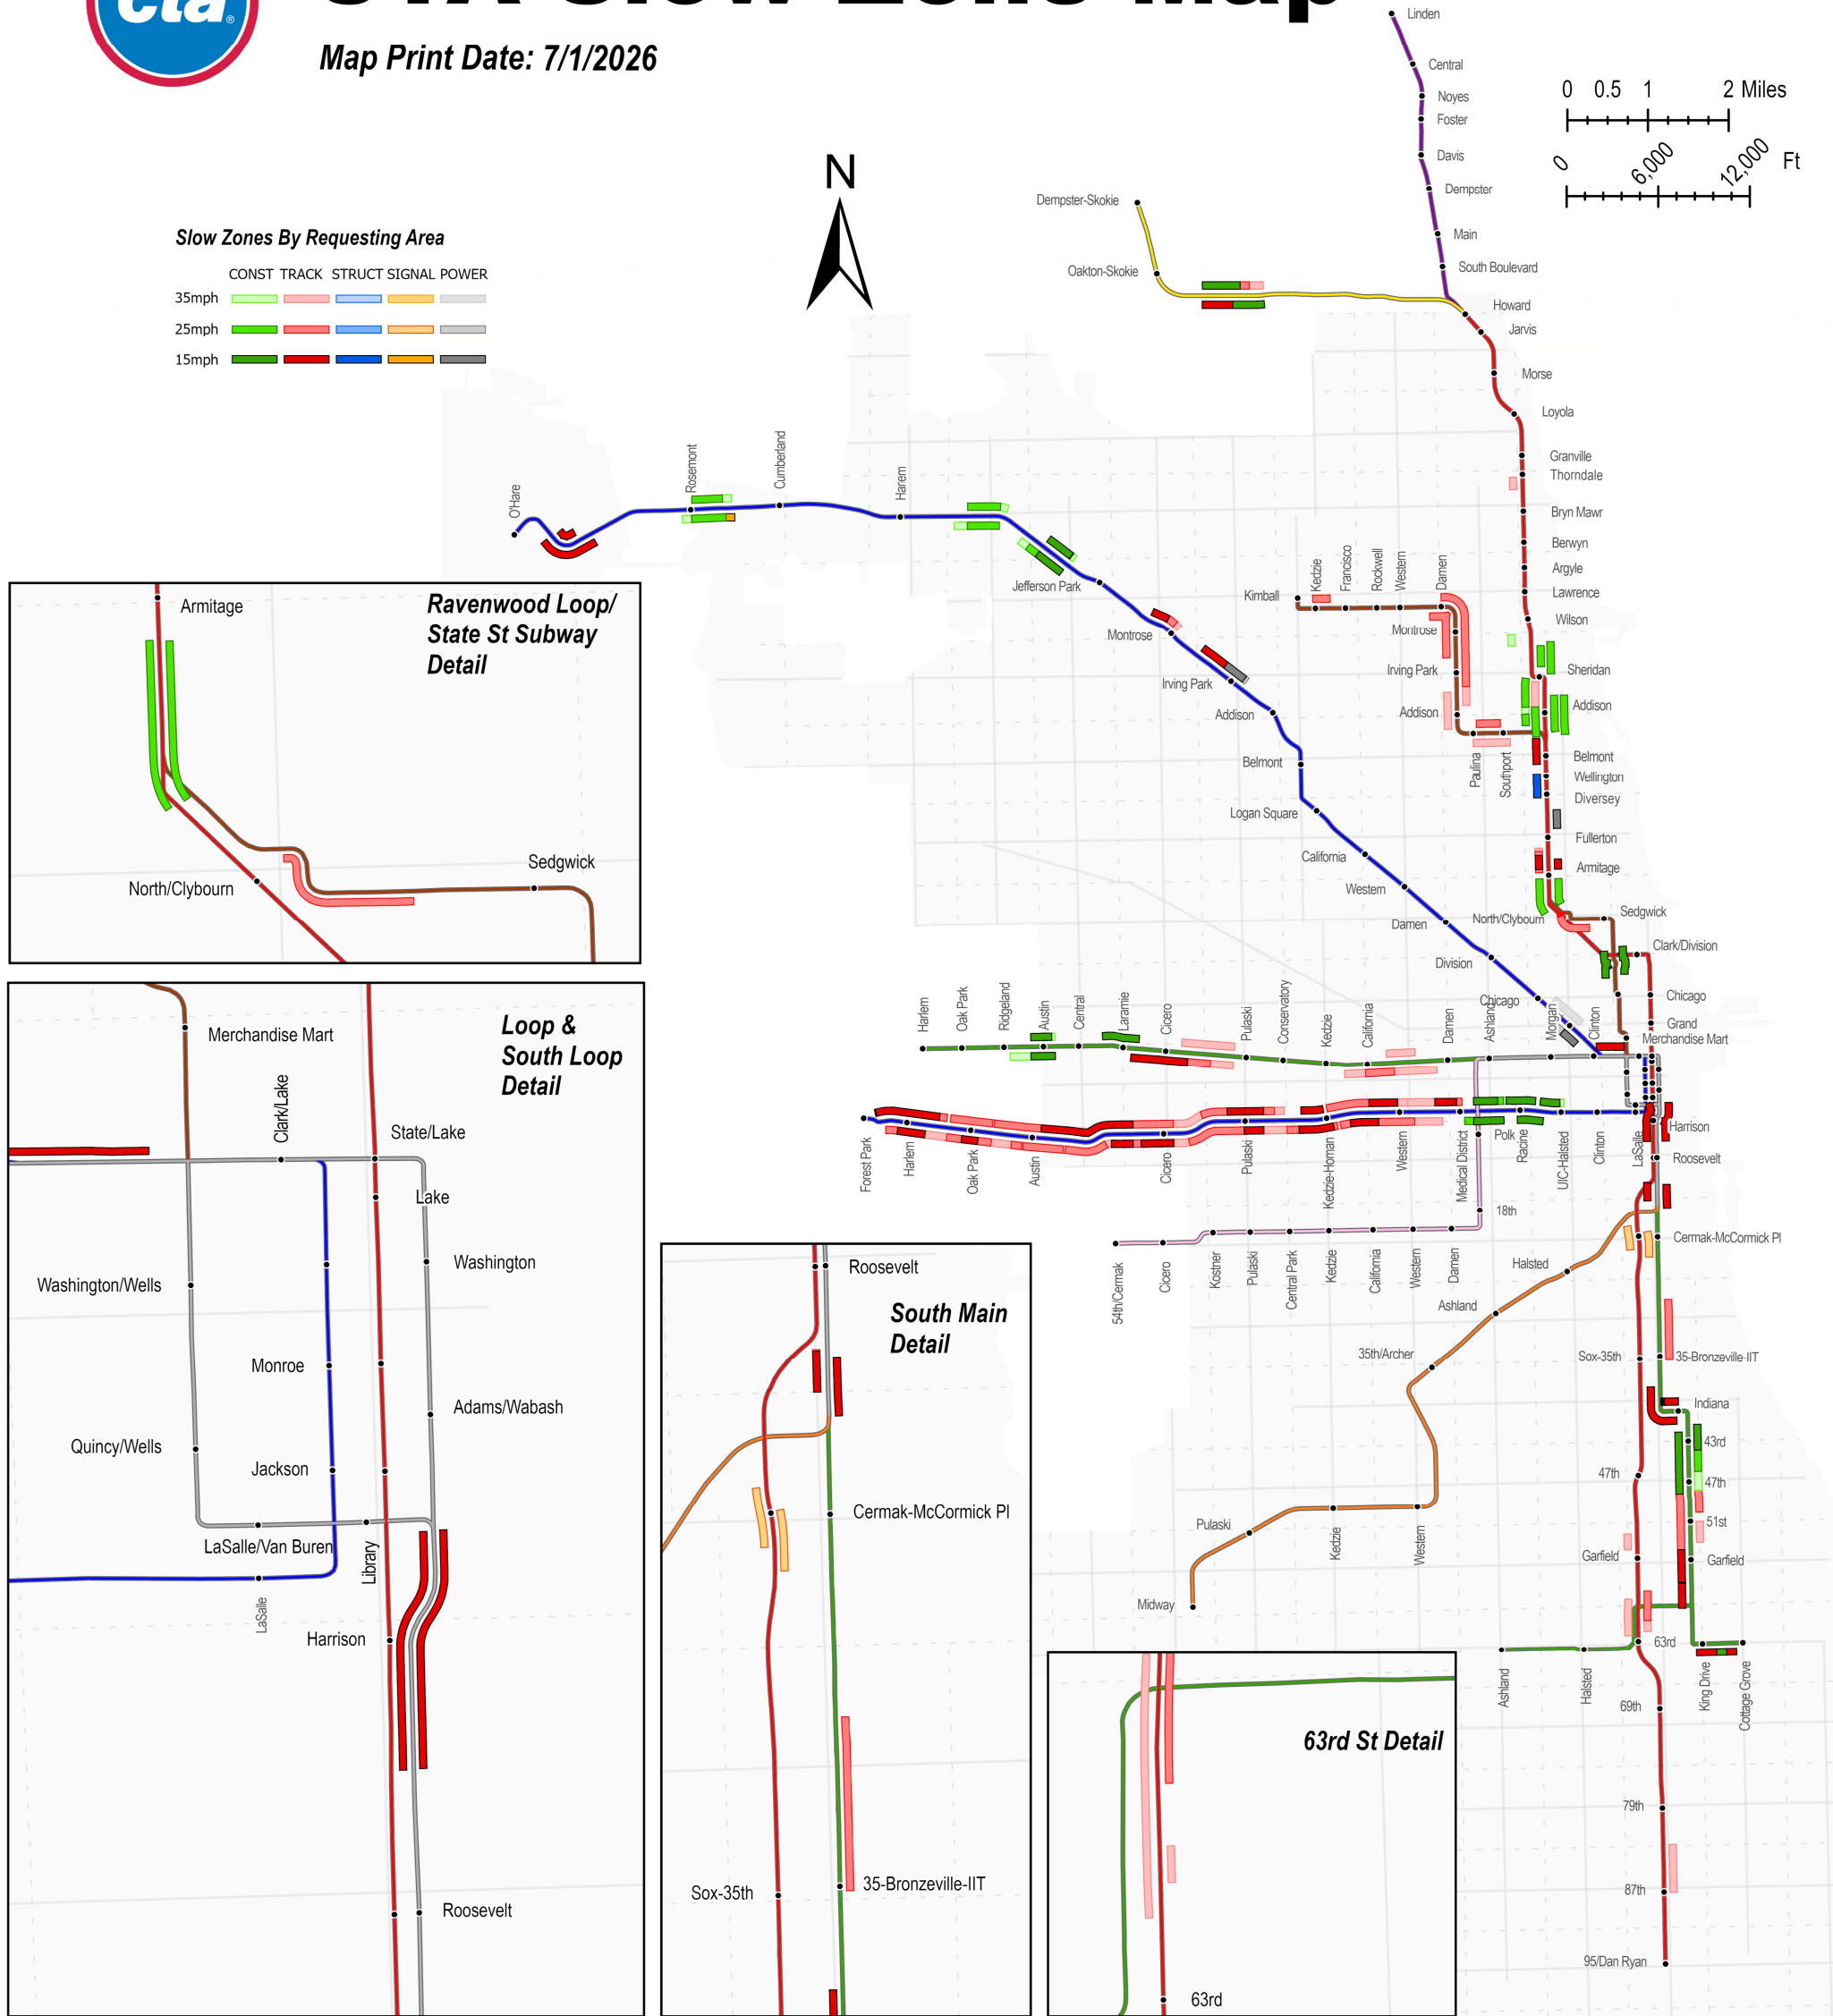 cta®
CTA Slow Zone Map
Map Print Date: 7/1/2026
Slow Zones By Requesting Area
CONST TRACK STRUCT SIGNAL POWER
35mph
25mph
15mph
N
0 0.5 1 2 Miles
0 6,000 12,000 Ft
Linden
Central
Noyes
Foster
Davis
Dempster
Main
South Boulevard
Howard
Dempster-Skokie
Oakton-Skokie
Jarvis
Morse
Loyola
Granville
Thorndale
Bryn Mawr
Berwyn
Argyle
Lawrence
Wilson
Sheridan
Addison
Belmont
Wellington
Diversey
Fullerton
Armitage
North/Clybourn
Sedgwick
Clark/Division
Chicago
Grand
Merchandise Mart
O'Hare
Rosemont
Cumberland
Harlem
Jefferson Park
Montrose
Irving Park
Addison
Belmont
Logan Square
California
Western
Damen
Division
Chicago
Kimball
Kedzie
Francisco
Rockwell
Western
Damen
Montrose
Irving Park
Addison
Paulina
Southport
Harlem
Oak Park
Ridgeland
Austin
Central
Laramie
Cicero
Pulaski
Conservatory
Kedzie
California
Damen
Ashland
Morgan
Clinton
Forest Park
Harlem
Oak Park
Austin
Cicero
Pulaski
Kedzie-Homan
Western
Medical District
Polk
Racine
UIC-Halsted
Clinton
LaSalle
Harrison
Roosevelt
18th
54th/Cermak
Cicero
Kostner
Pulaski
Central Park
Kedzie
California
Western
Damen
Cermak-McCormick Pl
Halsted
Ashland
35th/Archer
Sox-35th
35-Bronzeville-IIT
Indiana
43rd
47th
47th
51st
Pulaski
Kedzie
Western
Midway
Garfield
Garfield
63rd
Ashland
Halsted
King Drive
Cottage Grove
69th
79th
87th
95/Dan Ryan
Ravenwood Loop/
State St Subway
Detail
Armitage
North/Clybourn
Sedgwick
Loop &
South Loop
Detail
Merchandise Mart
Clark/Lake
State/Lake
Lake
Washington
Washington/Wells
Monroe
Adams/Wabash
Quincy/Wells
Jackson
LaSalle/Van Buren
Library
LaSalle
Harrison
Roosevelt
South Main
Detail
Roosevelt
Cermak-McCormick Pl
Sox-35th
35-Bronzeville-IIT
63rd St Detail
63rd